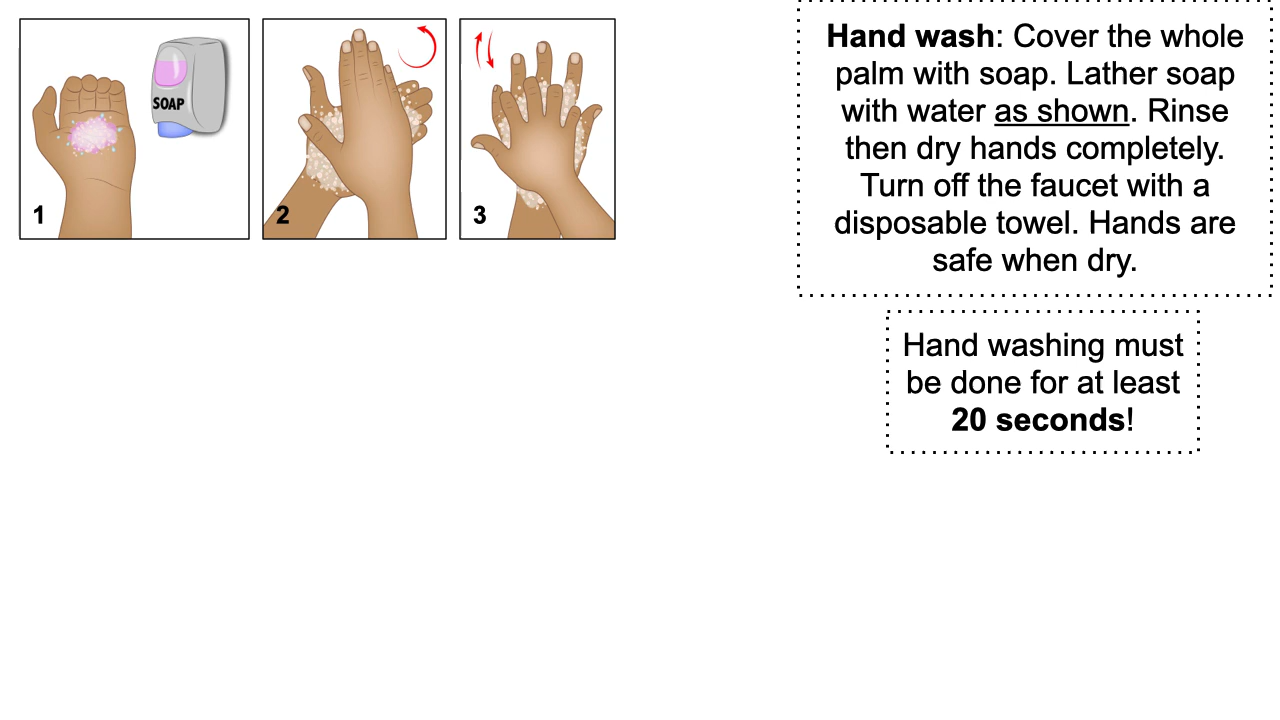 SOAP
1
2
3
Hand wash: Cover the whole
palm with soap. Lather soap
with water as shown. Rinse
then dry hands completely.
Turn off the faucet with a
disposable towel. Hands are
safe when dry.
Hand washing must
be done for at least
20 seconds!